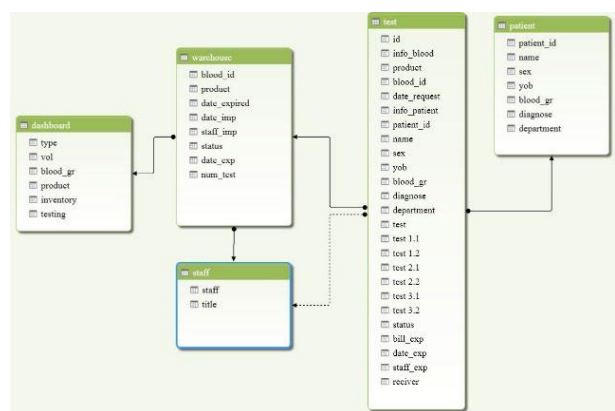 dashboard
type
vol
blood_gr
product
inventory
testing
warehouse
blood_id
product
date_expired
date_imp
staff_imp
status
date_exp
num_test
staff
staff
title
test
id
info_blood
product
blood_id
date_request
info_patient
patient_id
name
sex
yob
blood_gr
diagnose
department
test
test 1.1
test 1.2
test 2.1
test 2.2
test 3.1
test 3.2
status
bill_exp
date_exp
staff_exp
reciver
patient
patient_id
name
sex
yob
blood_gr
diagnose
department